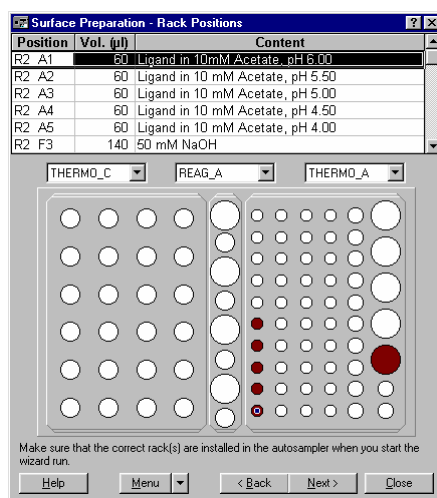 Surface Preparation - Rack Positions
Position Vol. (µl) Content
R2 A1 60 Ligand in 10mM Acetate, pH 6.00
R2 A2 60 Ligand in 10 mM Acetate, pH 5.50
R2 A3 60 Ligand in 10 mM Acetate, pH 5.00
R2 A4 60 Ligand in 10 mM Acetate, pH 4.50
R2 A5 60 Ligand in 10 mM Acetate, pH 4.00
R2 F3 140 50 mM NaOH
THERMO_C REAG_A THERMO_A
Make sure that the correct rack(s) are installed in the autosampler when you start the
wizard run.
Help Menu < Back Next > Close